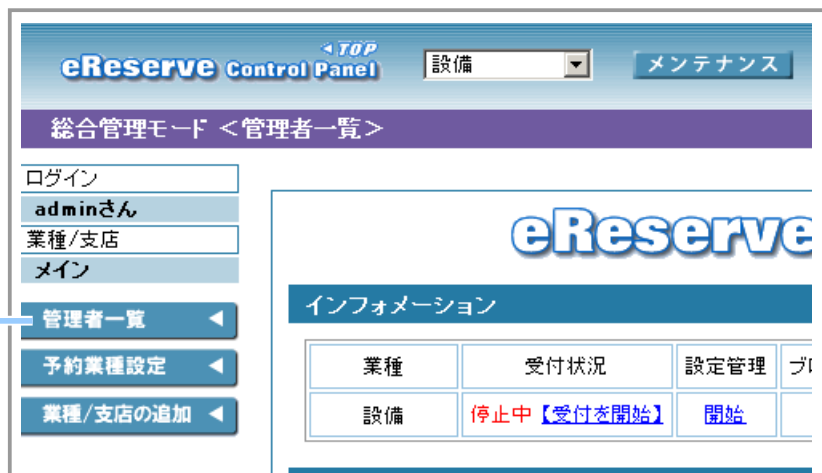 ◄TOP
eReserve Control Panel
設備
メンテナンス
総合管理モード <管理者一覧>
ログイン
adminさん
業種/支店
メイン
管理者一覧
予約業種設定
業種/支店の追加
eReserve
インフォメーション
業種 受付状況 設定管理 ブ
設備 停止中【受付を開始】 開始